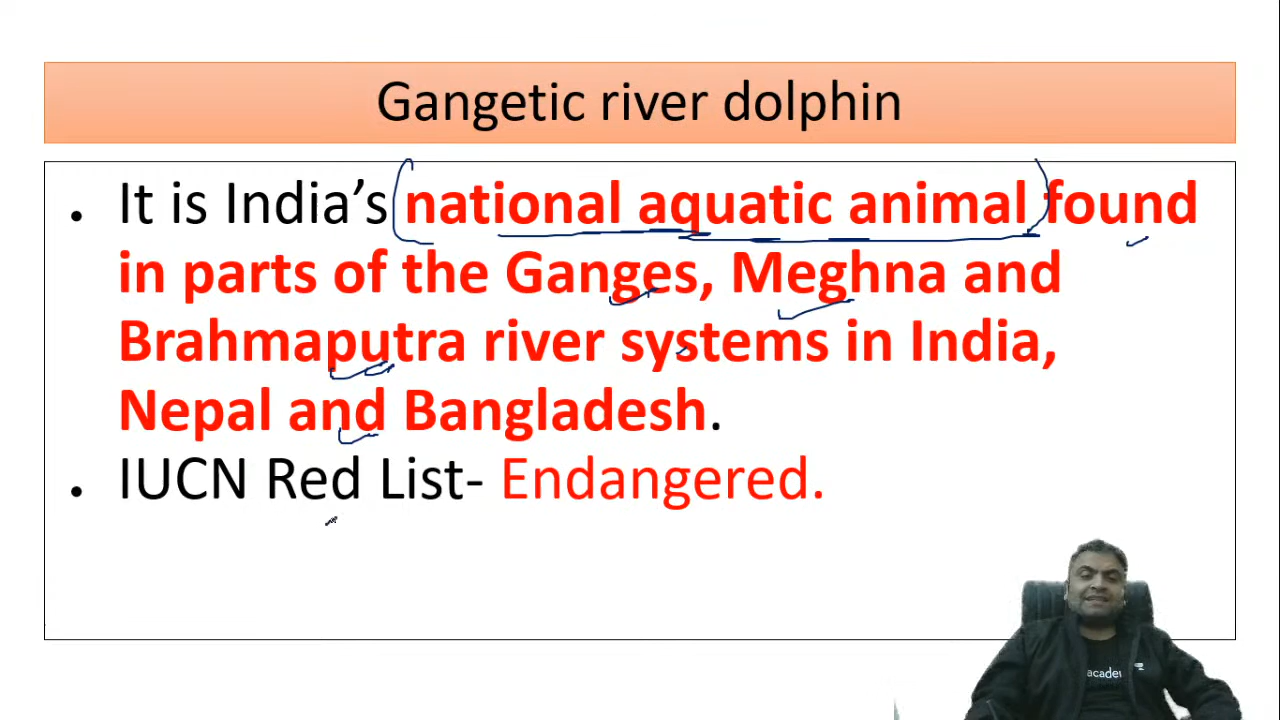 Gangetic river dolphin
• It is India’s national aquatic animal found
in parts of the Ganges, Meghna and
Brahmaputra river systems in India,
Nepal and Bangladesh.
• IUCN Red List- Endangered.
academy